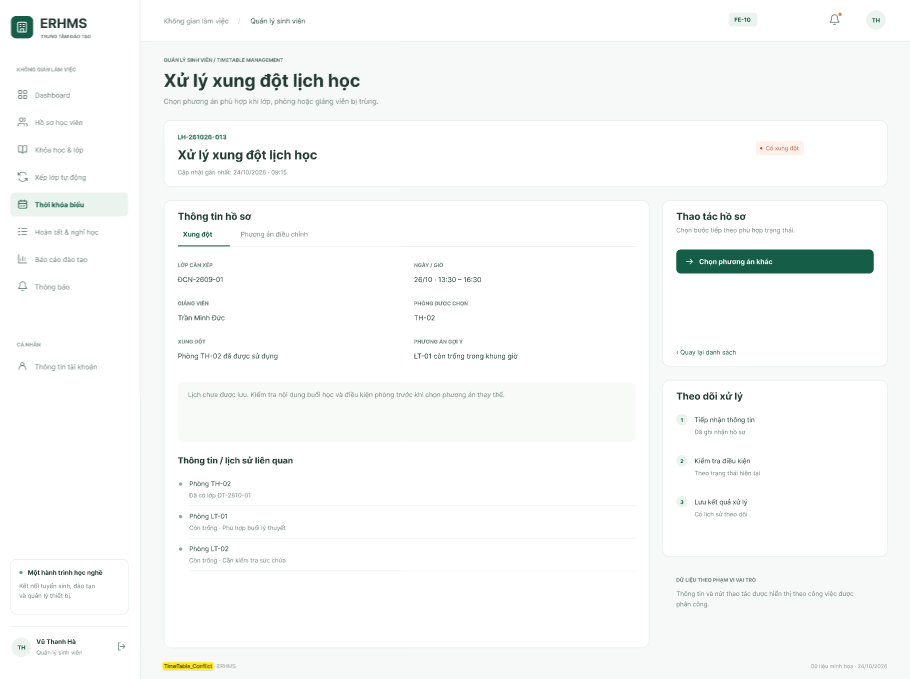 ERHMS
TRUNG TÂM ĐÀO TẠO
KHÔNG GIAN LÀM VIỆC
Dashboard
Hồ sơ học viên
Khóa học & lớp
Xếp lớp tự động
Thời khóa biểu
Hoàn tất & nghỉ học
Báo cáo đào tạo
Thông báo
CÁ NHÂN
Thông tin tài khoản
Một hành trình học nghề
Kết nối tuyển sinh, đào tạo
và quản lý thiết bị.
TH
Vũ Thanh Hà
Quản lý sinh viên
Không gian làm việc / Quản lý sinh viên
FE-10
TH
QUẢN LÝ SINH VIÊN / TIMETABLE MANAGEMENT
Xử lý xung đột lịch học
Chọn phương án phù hợp khi lớp, phòng hoặc giảng viên bị trùng.
LH-261026-013
Xử lý xung đột lịch học
Cập nhật gần nhất: 24/10/2026 · 09:15
Có xung đột
Thông tin hồ sơ
Xung đột
Phương án điều chỉnh
LỚP CẦN XẾP
NGÀY / GIỜ
ĐCN-2609-01
26/10 · 13:30 – 16:30
GIẢNG VIÊN
PHÒNG ĐƯỢC CHỌN
Trần Minh Đức
TH-02
XUNG ĐỘT
PHƯƠNG ÁN GỢI Ý
Phòng TH-02 đã được sử dụng
LT-01 còn trống trong khung giờ
Lịch chưa được lưu. Kiểm tra nội dung buổi học và điều kiện phòng trước khi chọn phương án thay thế.
Thông tin / lịch sử liên quan
Phòng TH-02
Đã có lớp ĐT-2610-01
Phòng LT-01
Còn trống · Phù hợp buổi lý thuyết
Phòng LT-02
Còn trống · Cần kiểm tra sức chứa
Thao tác hồ sơ
Chọn bước tiếp theo phù hợp trạng thái.
→ Chọn phương án khác
‹ Quay lại danh sách
Theo dõi xử lý
1 Tiếp nhận thông tin
Đã ghi nhận hồ sơ
2 Kiểm tra điều kiện
Theo trạng thái hiện tại
3 Lưu kết quả xử lý
Có lịch sử theo dõi
DỮ LIỆU THEO PHẠM VI VAI TRÒ
Thông tin và nút thao tác được hiển thị theo công việc được
phân công.
TimeTable_Conflict · ERHMS
Dữ liệu minh họa · 24/10/2026